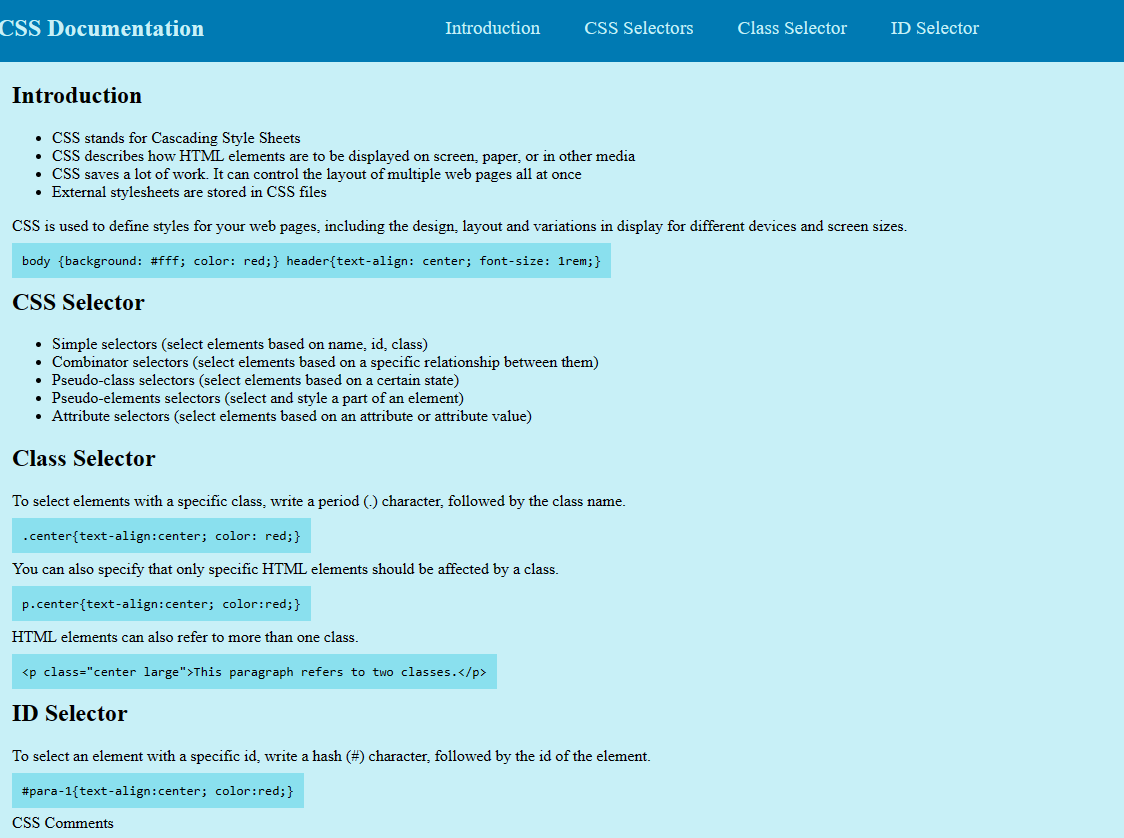 CSS Documentation
Introduction
CSS Selectors
Class Selector
ID Selector
Introduction
CSS stands for Cascading Style Sheets
CSS describes how HTML elements are to be displayed on screen, paper, or in other media
CSS saves a lot of work. It can control the layout of multiple web pages all at once
External stylesheets are stored in CSS files
CSS is used to define styles for your web pages, including the design, layout and variations in display for different devices and screen sizes.
body {background: #fff; color: red;} header{text-align: center; font-size: 1rem;}
CSS Selector
Simple selectors (select elements based on name, id, class)
Combinator selectors (select elements based on a specific relationship between them)
Pseudo-class selectors (select elements based on a certain state)
Pseudo-elements selectors (select and style a part of an element)
Attribute selectors (select elements based on an attribute or attribute value)
Class Selector
To select elements with a specific class, write a period (.) character, followed by the class name.
.center{text-align:center; color: red;}
You can also specify that only specific HTML elements should be affected by a class.
p.center{text-align:center; color:red;}
HTML elements can also refer to more than one class.
<p class="center large">This paragraph refers to two classes.</p>
ID Selector
To select an element with a specific id, write a hash (#) character, followed by the id of the element.
#para-1{text-align:center; color:red;}
CSS Comments